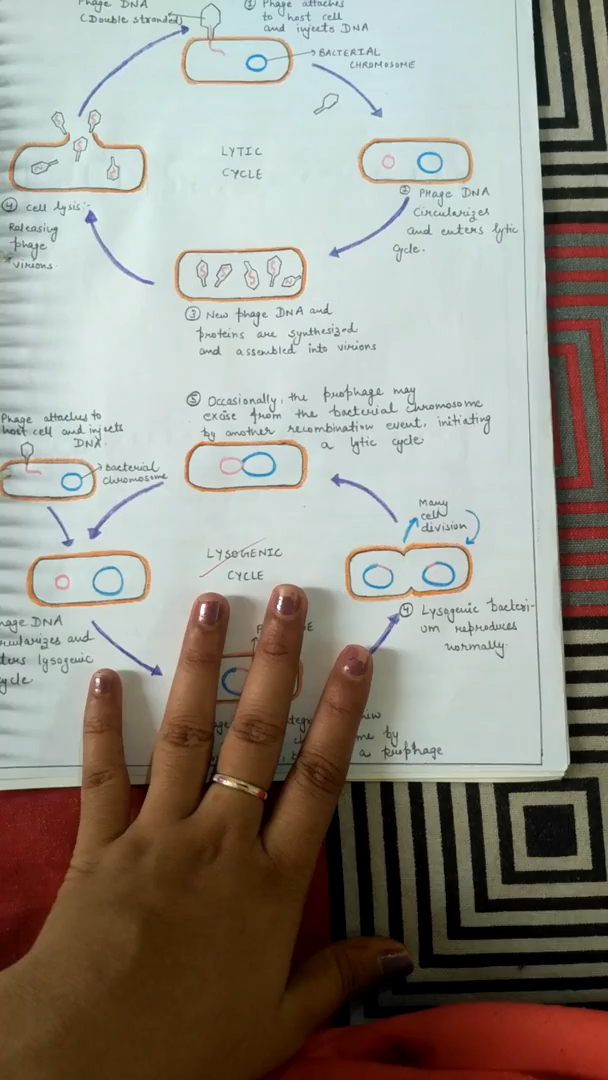 Phage DNA
(Double stranded)
① Phage attaches
to host cell
and injects DNA
BACTERIAL
CHROMOSOME
LYTIC
CYCLE
② PHage DNA
Circularizes
and enters lytic
cycle.
④ Cell lysis:-
Releasing
phage
virions
③ New phage DNA and
proteins are synthesized
and assembled into virions
⑤ Occasionally, the prophage may
excise from the bacterial chromosome
by another recombination event, initiating
a lytic cycle
Phage attaches to
host cell and injects
DNA.
Bacterial
chromosome
Many
cell
division
LYSOGENIC
CYCLE
④ Lysogenic bacteri-
um reproduces
normally.
hage DNA
rcularizes and
ters lysogenic
ycle
by
a prophage